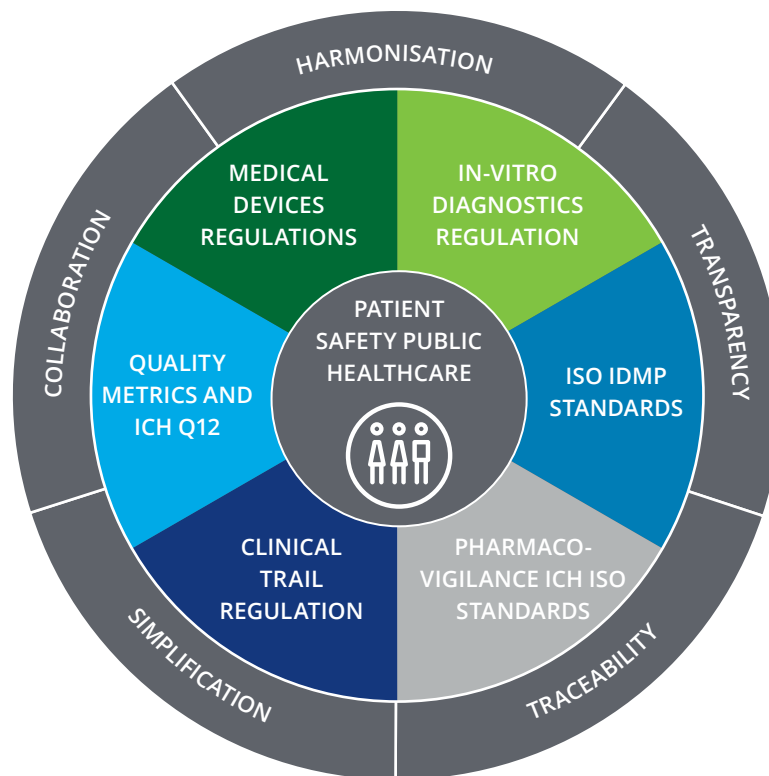 HARMONISATION
MEDICAL
DEVICES
REGULATIONS
IN-VITRO
DIAGNOSTICS
REGULATION
COLLABORATION
TRANSPARENCY
PATIENT
SAFETY PUBLIC
HEALTHCARE
QUALITY
METRICS AND
ICH Q12
ISO IDMP
STANDARDS
CLINICAL
TRAIL
REGULATION
PHARMACO-
VIGILANCE ICH ISO
STANDARDS
SIMPLIFICATION
TRACEABILITY